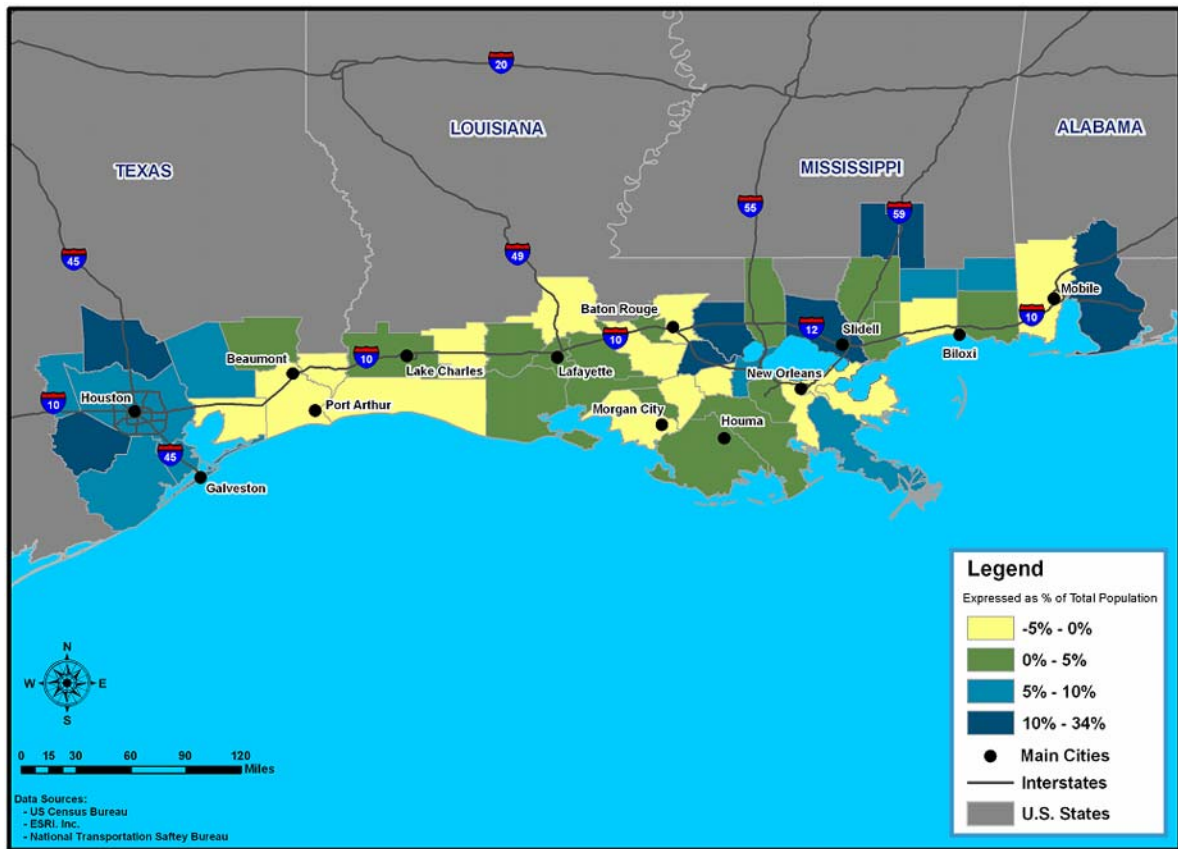 20
LOUISIANA
ALABAMA
TEXAS
MISSISSIPPI
55
59
45
49
Mobile
Baton Rouge
10
12
Slidell
10
Beaumont
10
Lake Charles
Lafayette
New Orleans
Biloxi
10
Houston
Port Arthur
Morgan City
Houma
45
Galveston
N
W E
S
0 15 30 60 90 120
Miles
Data Sources:
- US Census Bureau
- ESRI. Inc.
- National Transportation Saftey Bureau
Legend
Expressed as % of Total Population
-5% - 0%
0% - 5%
5% - 10%
10% - 34%
Main Cities
Interstates
U.S. States